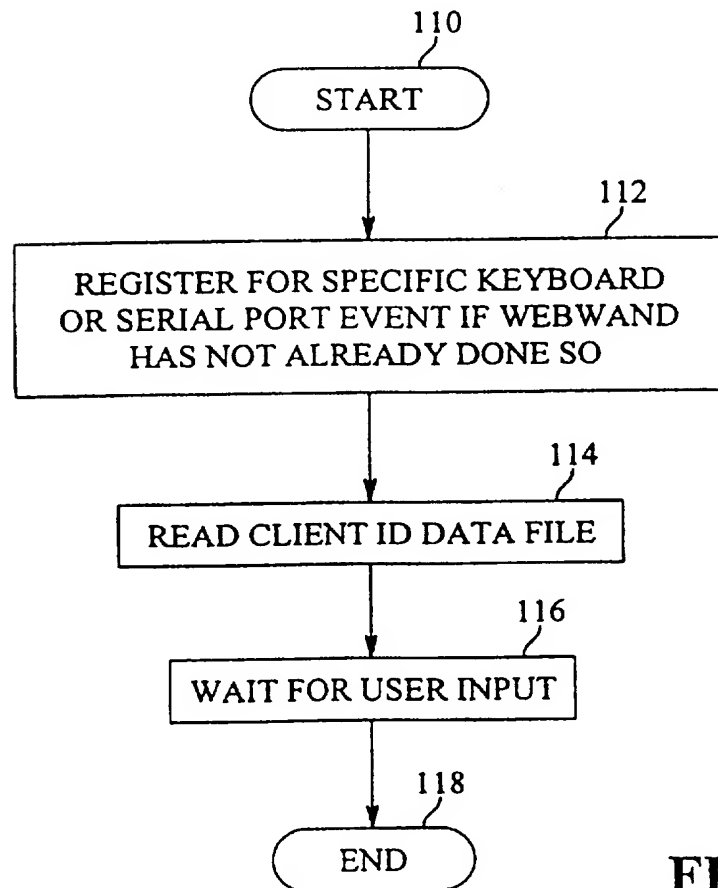 110
START
112
REGISTER FOR SPECIFIC KEYBOARD
OR SERIAL PORT EVENT IF WEBWAND
HAS NOT ALREADY DONE SO
114
READ CLIENT ID DATA FILE
116
WAIT FOR USER INPUT
118
END